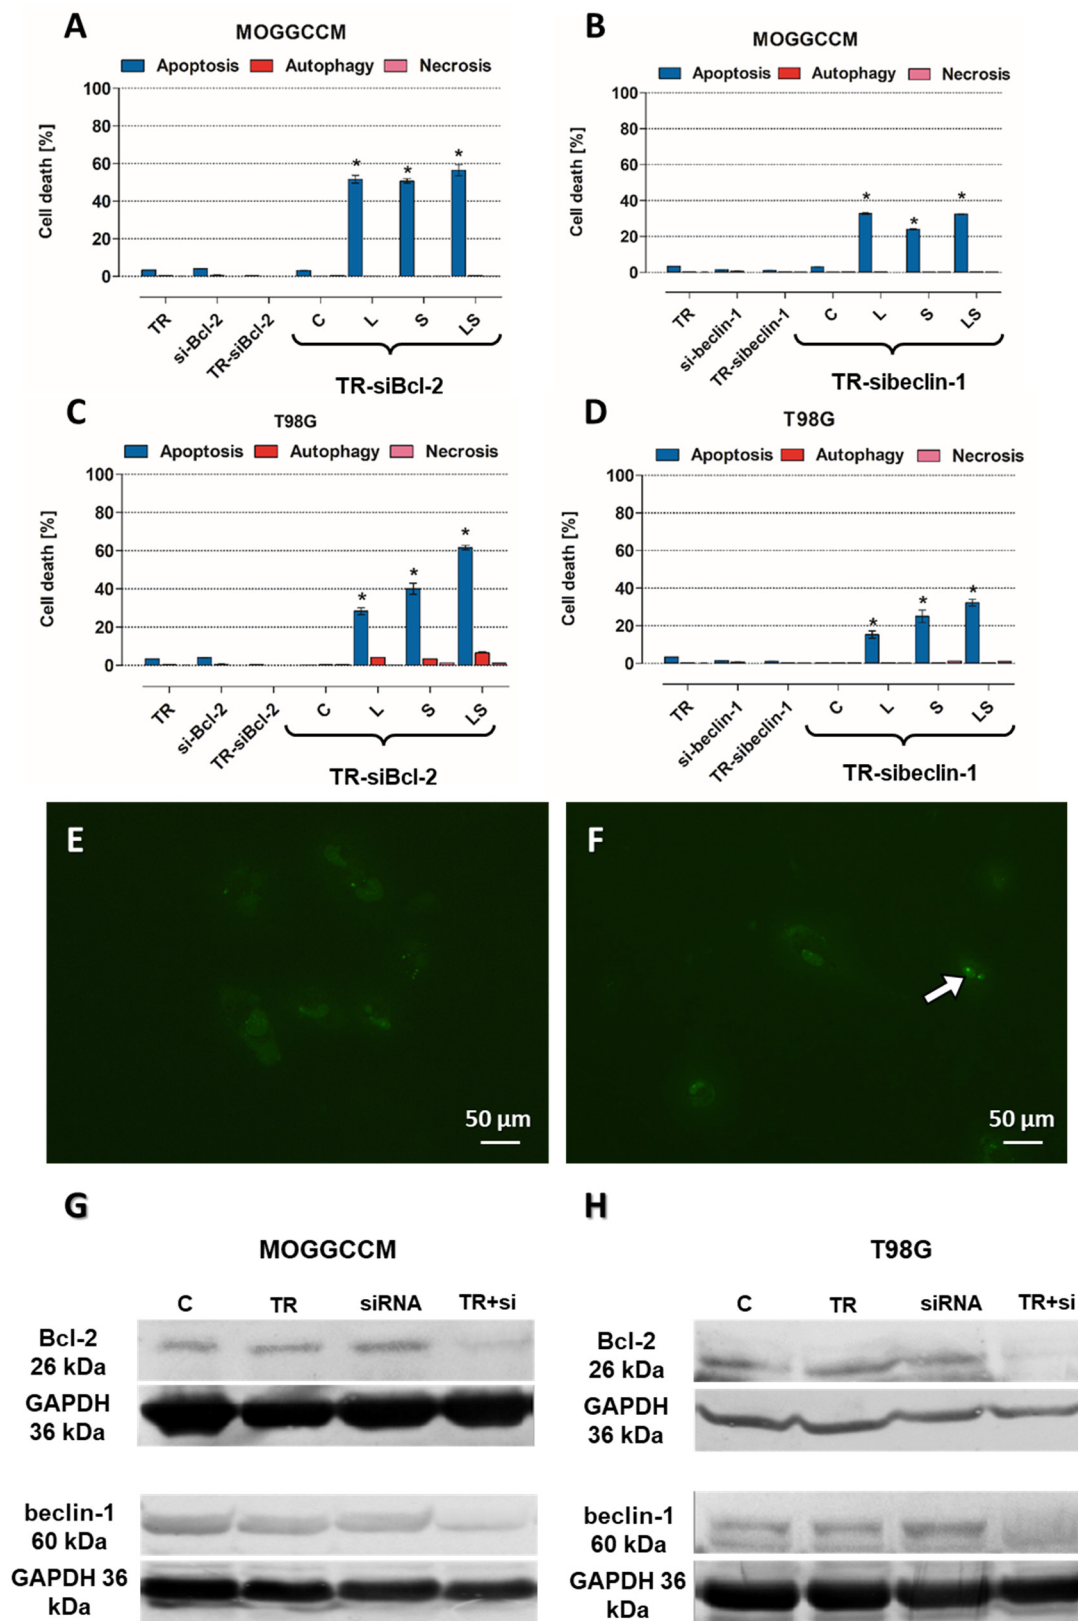 A
MOGGCCM
Apoptosis Autophagy Necrosis
Cell death [%]
100
80
60
40
20
0
* * *
TR si-Bcl-2 TR-siBcl-2 C L S LS
TR-siBcl-2
B
MOGGCCM
Apoptosis Autophagy Necrosis
Cell death [%]
100
80
60
40
20
0
* * *
TR si-beclin-1 TR-sibeclin-1 C L S LS
TR-sibeclin-1
C
T98G
Apoptosis Autophagy Necrosis
Cell death [%]
100
80
60
40
20
0
* * *
TR si-Bcl-2 TR-siBcl-2 C L S LS
TR-siBcl-2
D
T98G
Apoptosis Autophagy Necrosis
Cell death [%]
100
80
60
40
20
0
* * *
TR si-beclin-1 TR-sibeclin-1 C L S LS
TR-sibeclin-1
E
50 µm
F
50 µm
G
MOGGCCM
C TR siRNA TR+si
Bcl-2
26 kDa
GAPDH
36 kDa
beclin-1
60 kDa
GAPDH 36
kDa
H
T98G
C TR siRNA TR+si
Bcl-2
26 kDa
GAPDH
36 kDa
beclin-1
60 kDa
GAPDH 36
kDa